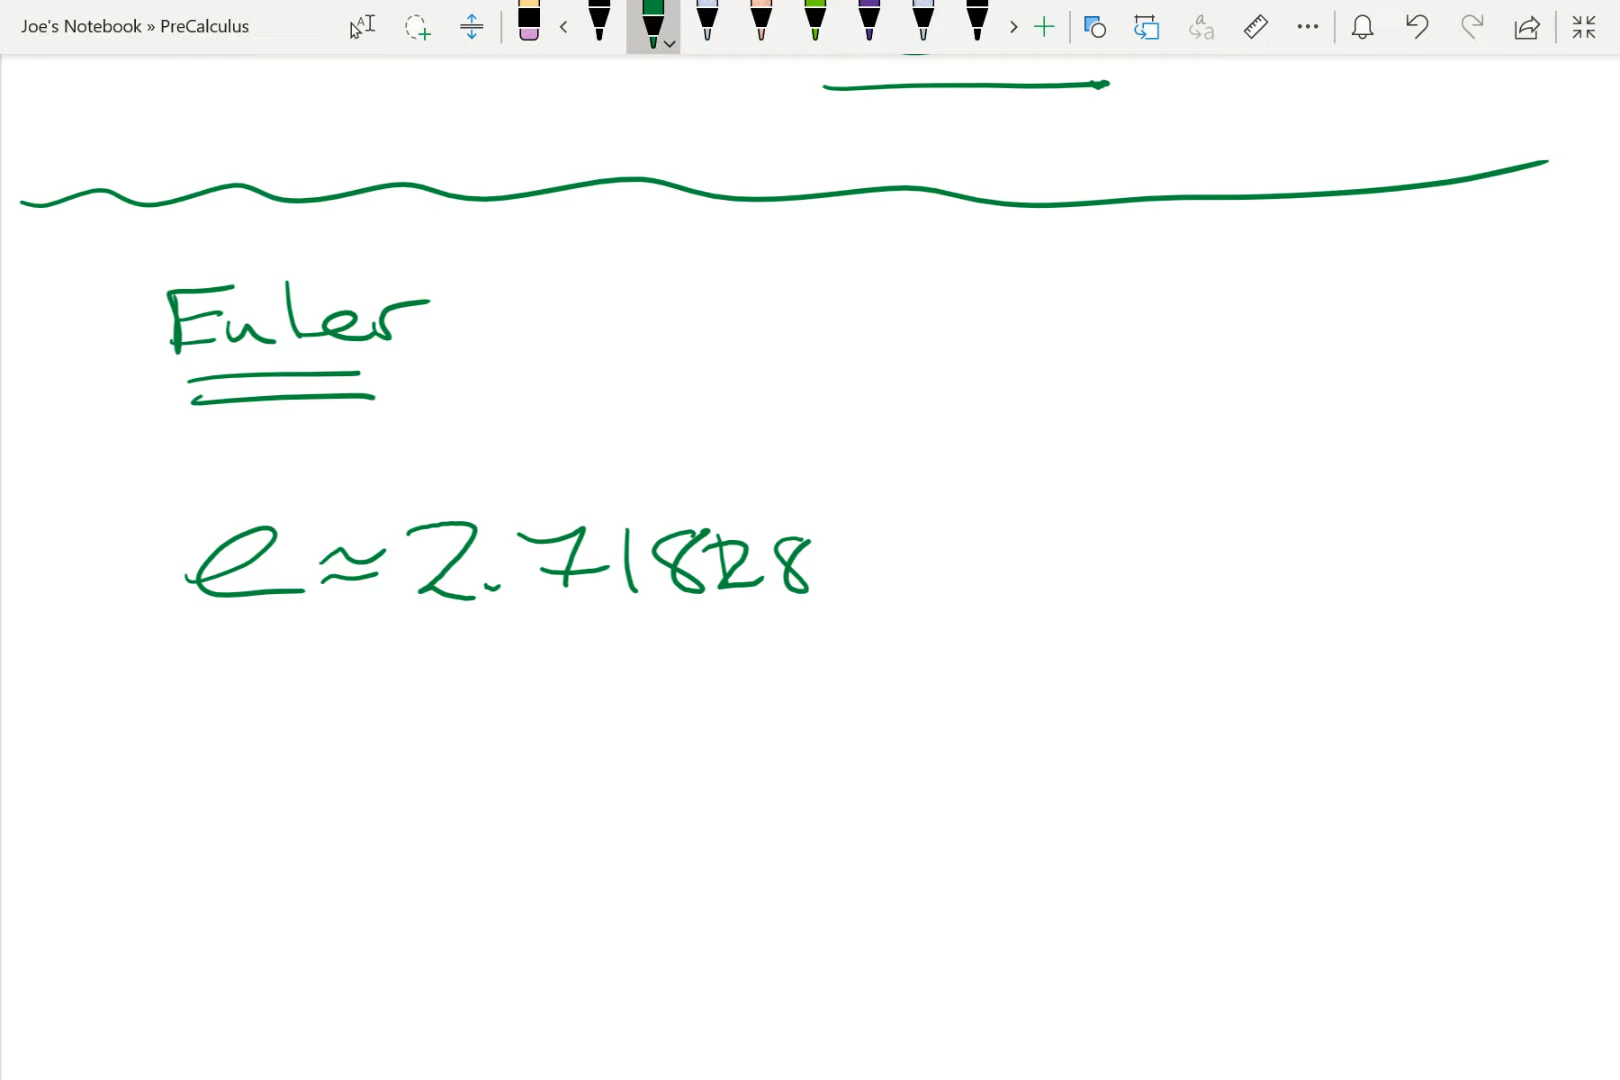 Joe's Notebook » PreCalculus
Euler
e ≈ 2.71828